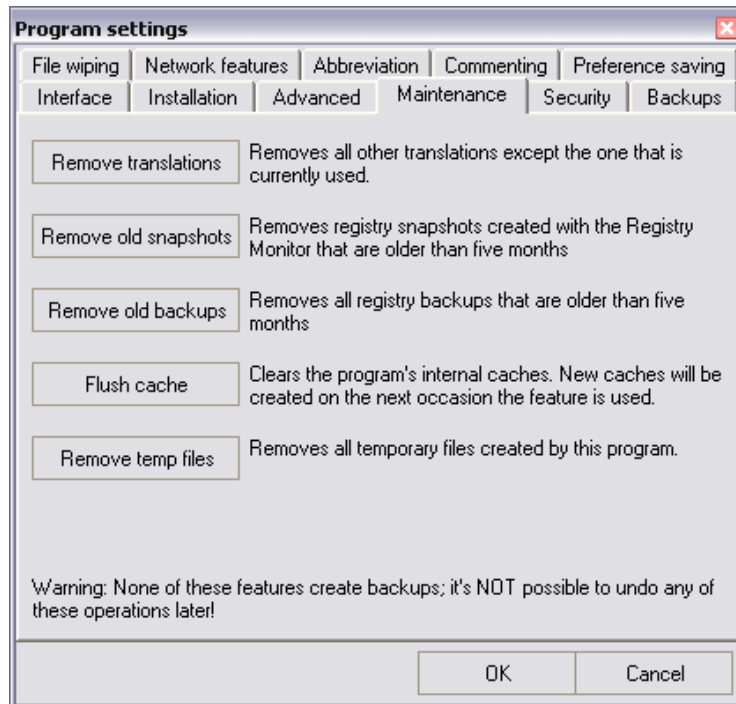 Program settings
File wiping Network features Abbreviation Commenting Preference saving
Interface Installation Advanced Maintenance Security Backups
Remove translations
Removes all other translations except the one that is
currently used.
Remove old snapshots
Removes registry snapshots created with the Registry
Monitor that are older than five months
Remove old backups
Removes all registry backups that are older than five
months
Flush cache
Clears the program's internal caches. New caches will be
created on the next occasion the feature is used.
Remove temp files
Removes all temporary files created by this program.
Warning: None of these features create backups; it's NOT possible to undo any of
these operations later!
OK Cancel